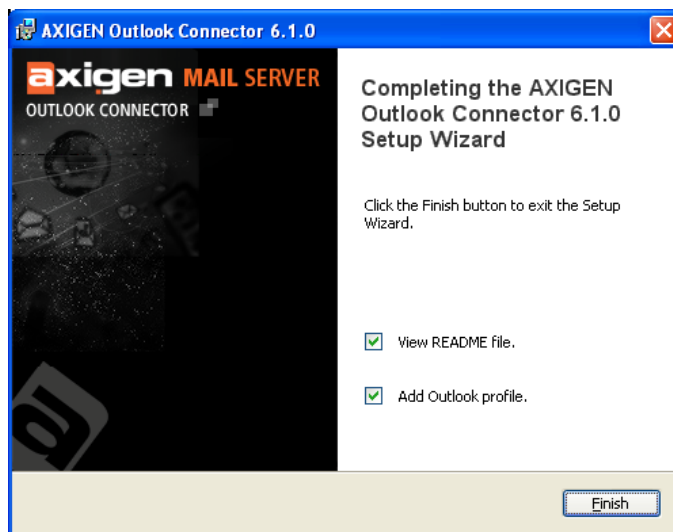 AXIGEN Outlook Connector 6.1.0
axigen MAIL SERVER
OUTLOOK CONNECTOR
Completing the AXIGEN
Outlook Connector 6.1.0
Setup Wizard
Click the Finish button to exit the Setup
Wizard.
View README file.
Add Outlook profile.
Finish